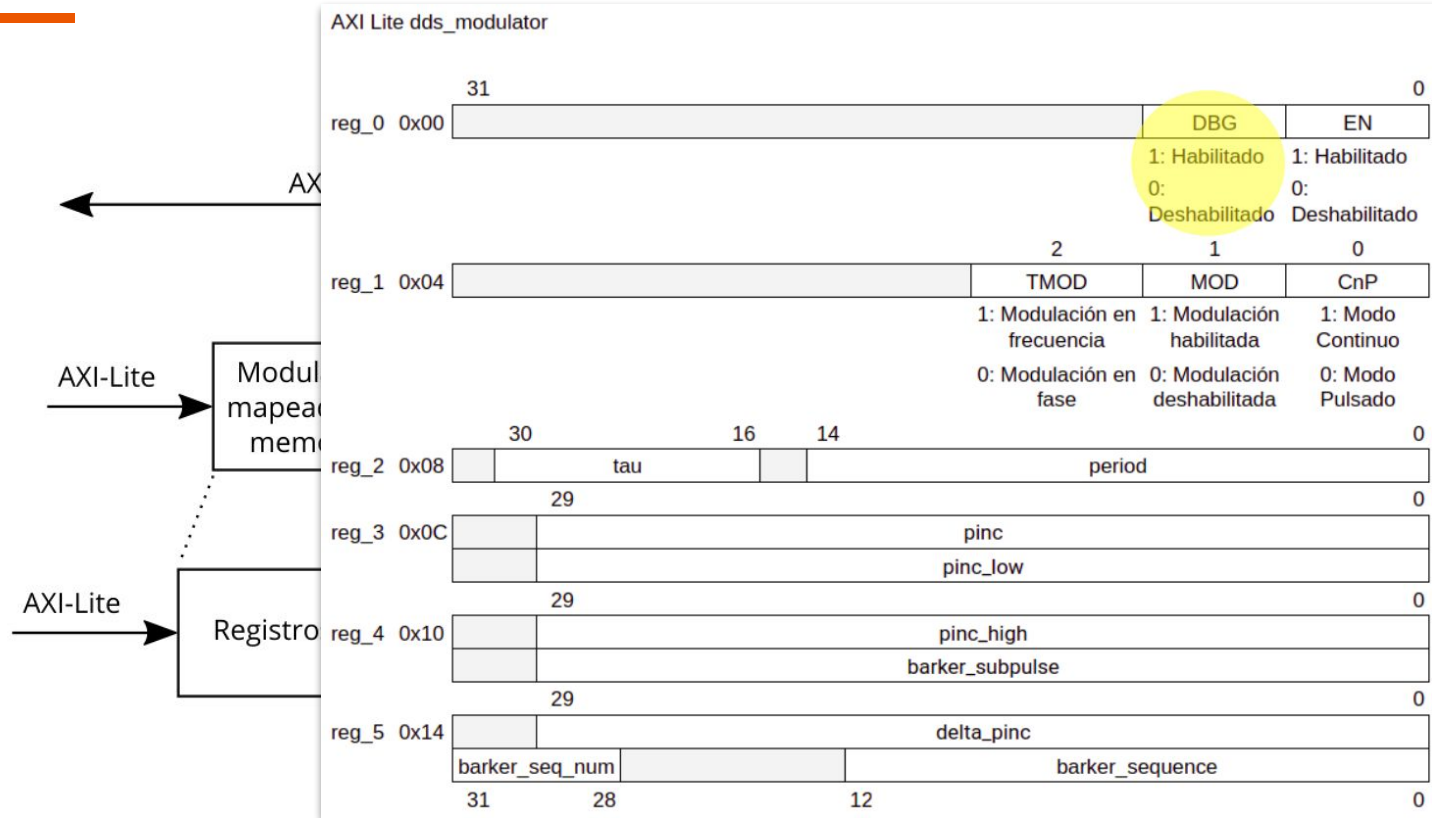 AXI Lite dds_modulator
31 0
reg_0 0x00 DBG EN
1: Habilitado 1: Habilitado
0: 0:
Deshabilitado Deshabilitado
AX
2 1 0
reg_1 0x04 TMOD MOD CnP
1: Modulación en 1: Modulación 1: Modo
frecuencia habilitada Continuo
0: Modulación en 0: Modulación 0: Modo
fase deshabilitada Pulsado
AXI-Lite
Modul
mapead
memo
30 16 14 0
reg_2 0x08 tau period
29 0
reg_3 0x0C pinc
pinc_low
29 0
reg_4 0x10 pinc_high
barker_subpulse
AXI-Lite
Registro
29 0
reg_5 0x14 delta_pinc
barker_seq_num barker_sequence
31 28 12 0